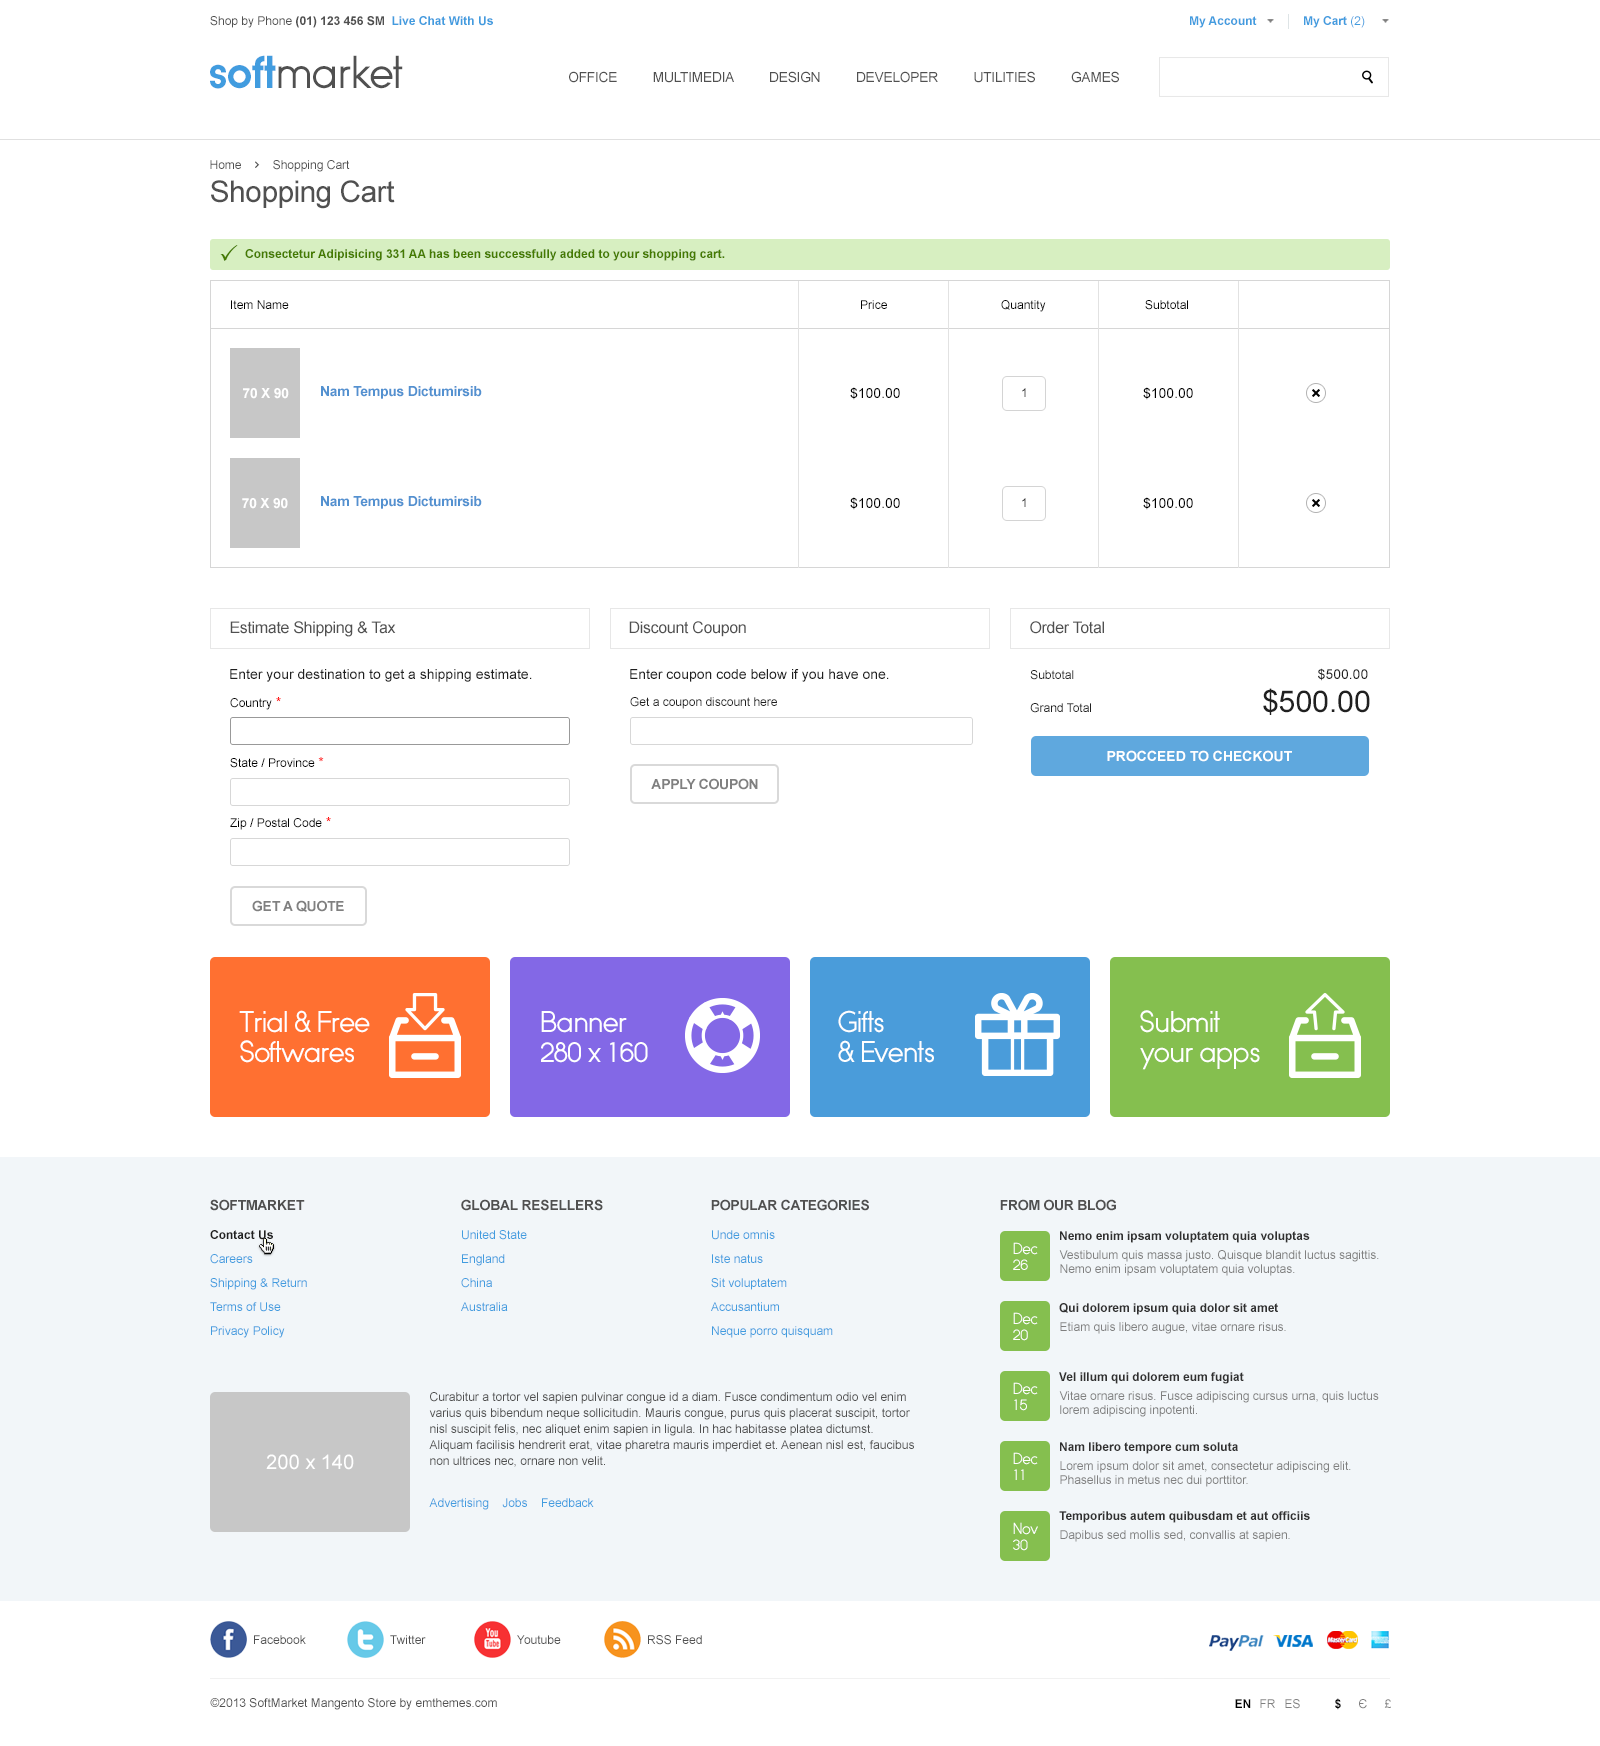 Shop by Phone (01) 123 456 SM Live Chat With Us
My Account
My Cart (2)
softmarket
OFFICE MULTIMEDIA DESIGN DEVELOPER UTILITIES GAMES
Home > Shopping Cart
Shopping Cart
Consectetur Adipisicing 331 AA has been successfully added to your shopping cart.
Item Name Price Quantity Subtotal
70 X 90 Nam Tempus Dictumirsib $100.00 1 $100.00
70 X 90 Nam Tempus Dictumirsib $100.00 1 $100.00
Estimate Shipping & Tax
Enter your destination to get a shipping estimate.
Country *
State / Province *
Zip / Postal Code *
GET A QUOTE
Discount Coupon
Enter coupon code below if you have one.
Get a coupon discount here
APPLY COUPON
Order Total
Subtotal $500.00
Grand Total $500.00
PROCCEED TO CHECKOUT
Trial & Free
Softwares
Banner
280 x 160
Gifts
& Events
Submit
your apps
SOFTMARKET
Contact Us
Careers
Shipping & Return
Terms of Use
Privacy Policy
GLOBAL RESELLERS
United State
England
China
Australia
POPULAR CATEGORIES
Unde omnis
Iste natus
Sit voluptatem
Accusantium
Neque porro quisquam
FROM OUR BLOG
Dec
26
Nemo enim ipsam voluptatem quia voluptas
Vestibulum quis massa justo. Quisque blandit luctus sagittis.
Nemo enim ipsam voluptatem quia voluptas.
Dec
20
Qui dolorem ipsum quia dolor sit amet
Etiam quis libero augue, vitae ornare risus.
Dec
15
Vel illum qui dolorem eum fugiat
Vitae ornare risus. Fusce adipiscing cursus urna, quis luctus
lorem adipiscing inpotenti.
Dec
11
Nam libero tempore cum soluta
Lorem ipsum dolor sit amet, consectetur adipiscing elit.
Phasellus in metus nec dui porttitor.
Nov
30
Temporibus autem quibusdam et aut officiis
Dapibus sed mollis sed, convallis at sapien.
200 x 140
Curabitur a tortor vel sapien pulvinar congue id a diam. Fusce condimentum odio vel enim
varius quis bibendum neque sollicitudin. Mauris congue, purus quis placerat suscipit, tortor
nisl suscipit felis, nec aliquet enim sapien in ligula. In hac habitasse platea dictumst.
Aliquam facilisis hendrerit erat, vitae pharetra mauris imperdiet et. Aenean nisl est, faucibus
non ultrices nec, ornare non velit.
Advertising Jobs Feedback
Facebook
Twitter
You
Tube
Youtube
RSS Feed
PayPal VISA MasterCard
©2013 SoftMarket Mangento Store by emthemes.com
EN FR ES $ € £